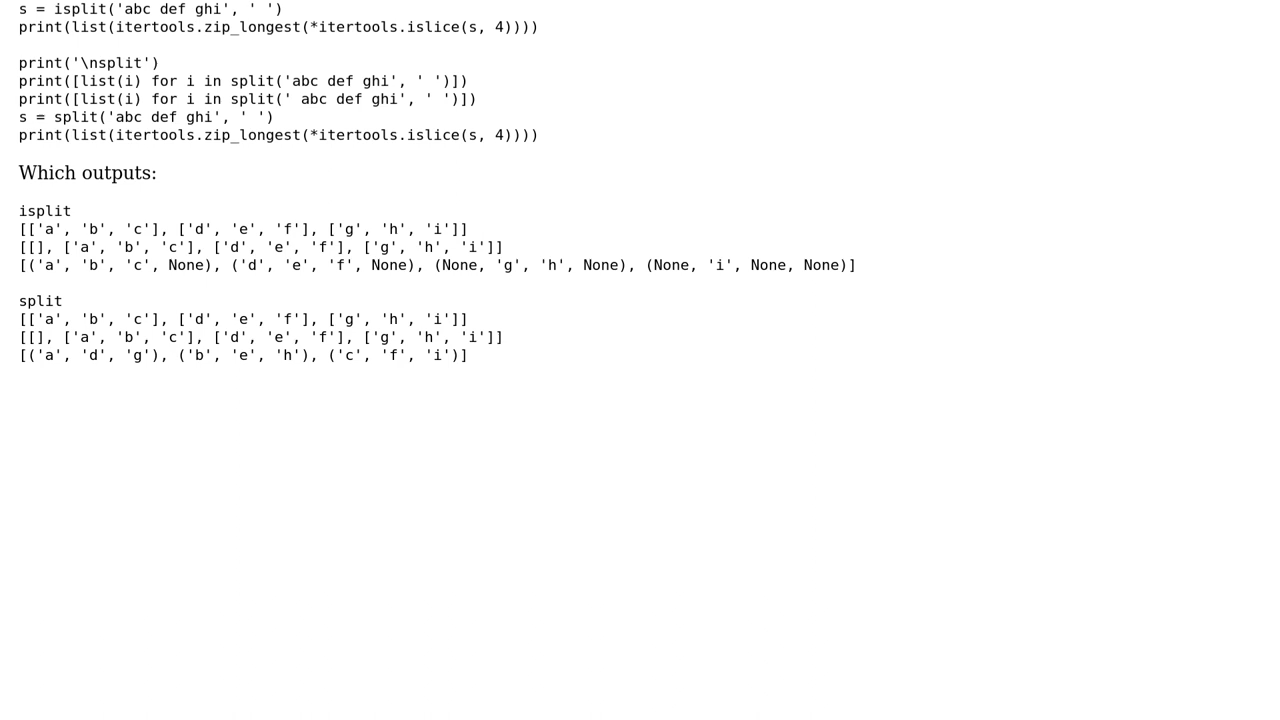 s = isplit('abc def ghi', ' ')
print(list(itertools.zip_longest(*itertools.islice(s, 4))))
print('\nsplit')
print([list(i) for i in split('abc def ghi', ' ')])
print([list(i) for i in split(' abc def ghi', ' ')])
s = split('abc def ghi', ' ')
print(list(itertools.zip_longest(*itertools.islice(s, 4))))
Which outputs:
isplit
[['a', 'b', 'c'], ['d', 'e', 'f'], ['g', 'h', 'i']]
[[], ['a', 'b', 'c'], ['d', 'e', 'f'], ['g', 'h', 'i']]
[('a', 'b', 'c', None), ('d', 'e', 'f', None), (None, 'g', 'h', None), (None, 'i', None, None)]
split
[['a', 'b', 'c'], ['d', 'e', 'f'], ['g', 'h', 'i']]
[[], ['a', 'b', 'c'], ['d', 'e', 'f'], ['g', 'h', 'i']]
[('a', 'd', 'g'), ('b', 'e', 'h'), ('c', 'f', 'i')]